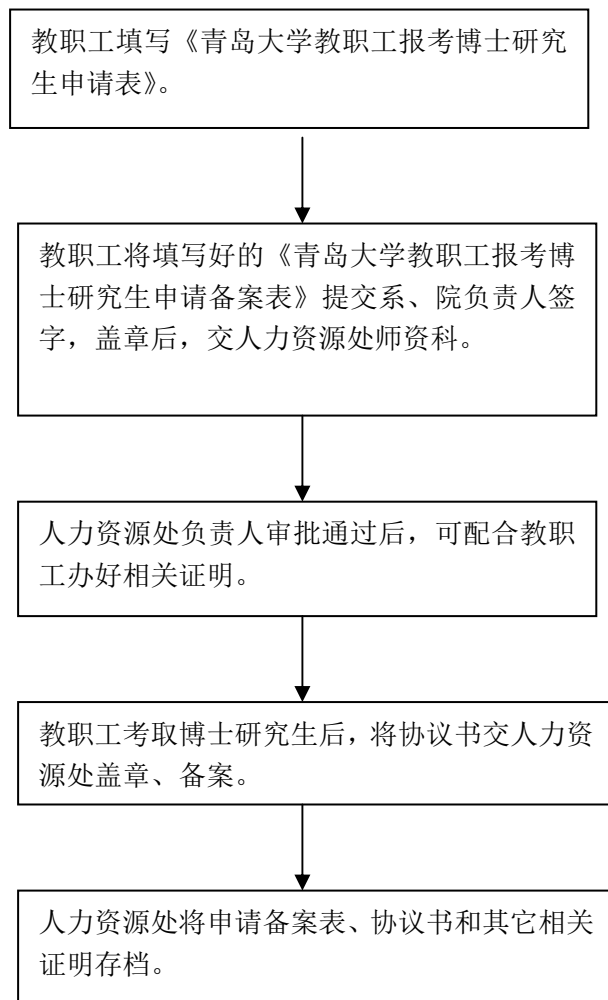 教职工填写《青岛大学教职工报考博士研究
生申请表》。
教职工将填写好的《青岛大学教职工报考博
士研究生申请备案表》提交系、院负责人签
字，盖章后，交人力资源处师资科。
人力资源处负责人审批通过后，可配合教职
工办好相关证明。
教职工考取博士研究生后，将协议书交人力资
源处盖章、备案。
人力资源处将申请备案表、协议书和其它相关
证明存档。